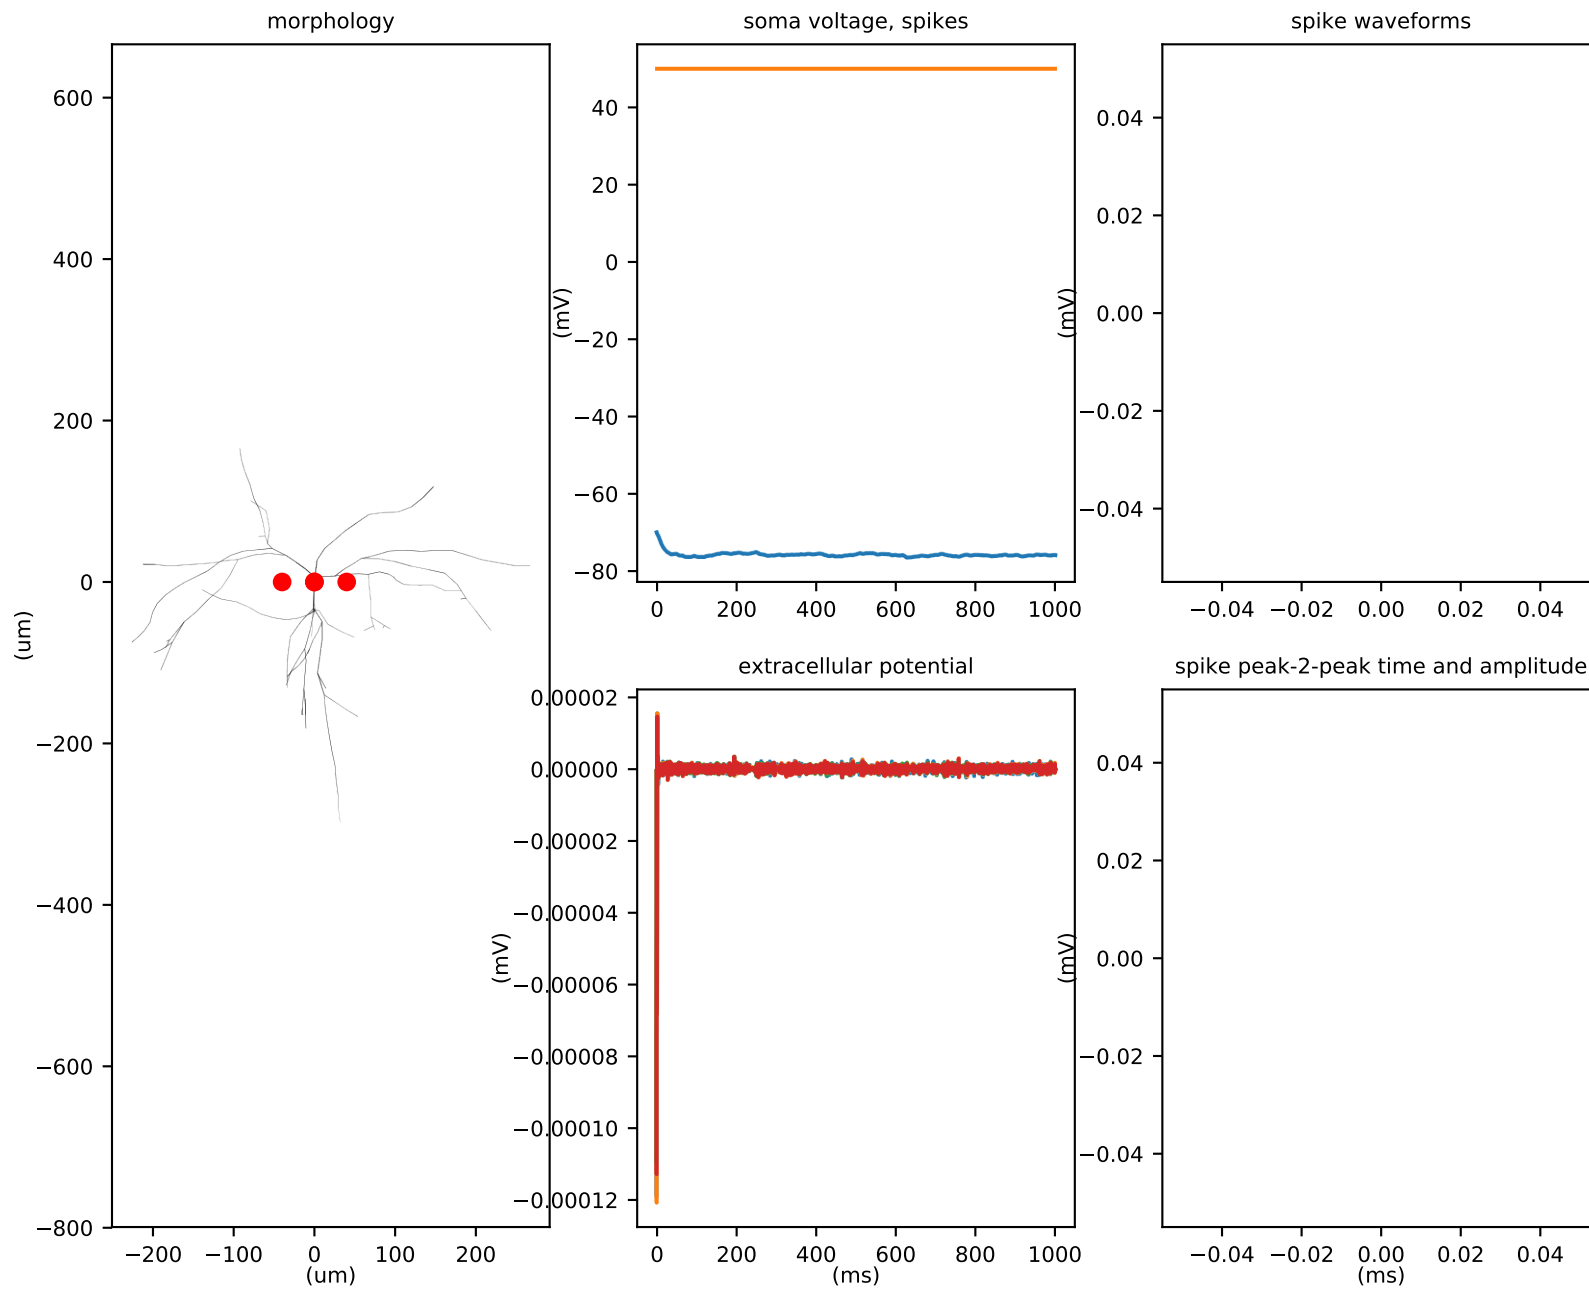 morphology
600
400
200
0
−200
−400
−600
−800
(um)
−200 −100 0 100 200
(um)
soma voltage, spikes
40
20
0
−20
−40
−60
−80
(mV)
0 200 400 600 800 1000
spike waveforms
0.04
0.02
0.00
−0.02
−0.04
(mV)
−0.04 −0.02 0.00 0.02 0.04
extracellular potential
0.00002
0.00000
−0.00002
−0.00004
−0.00006
−0.00008
−0.00010
−0.00012
(mV)
0 200 400 600 800 1000
(ms)
spike peak-2-peak time and amplitude
0.04
0.02
0.00
−0.02
−0.04
(mV)
−0.04 −0.02 0.00 0.02 0.04
(ms)